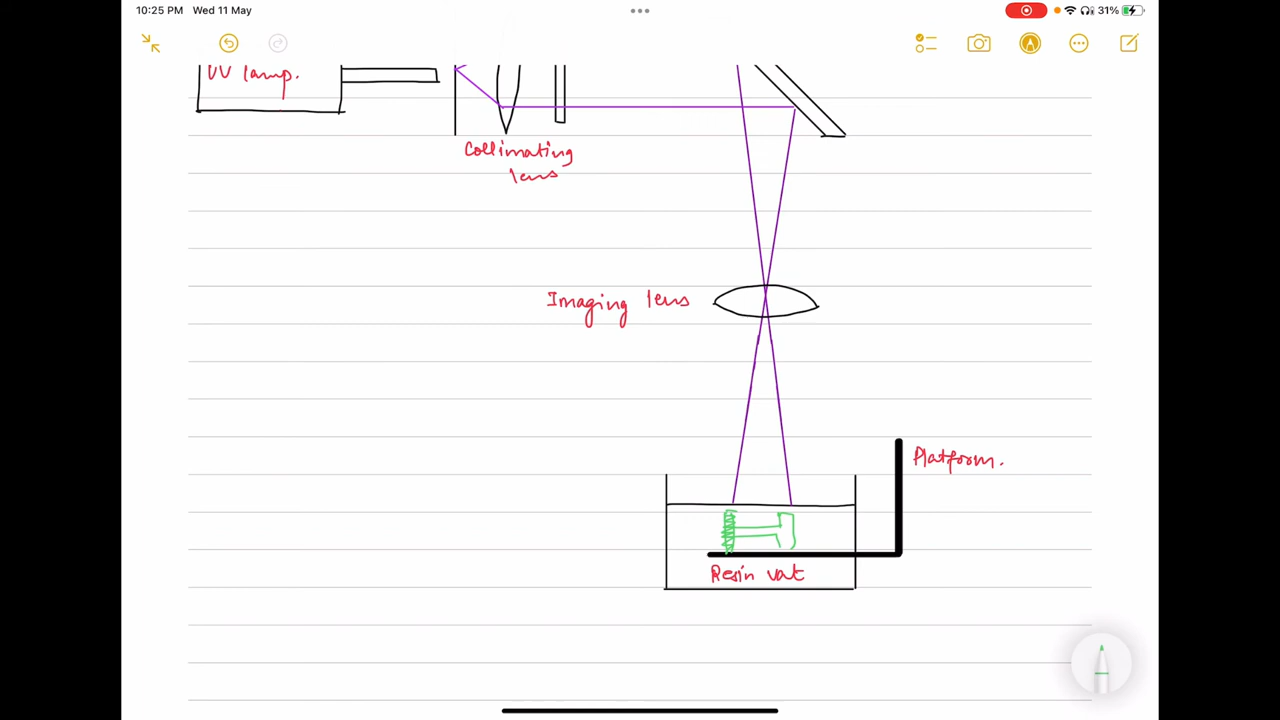 10:25 PM Wed 11 May
31%
UV lamp.
Collimating
lens
Imaging lens
Platform.
Resin vat